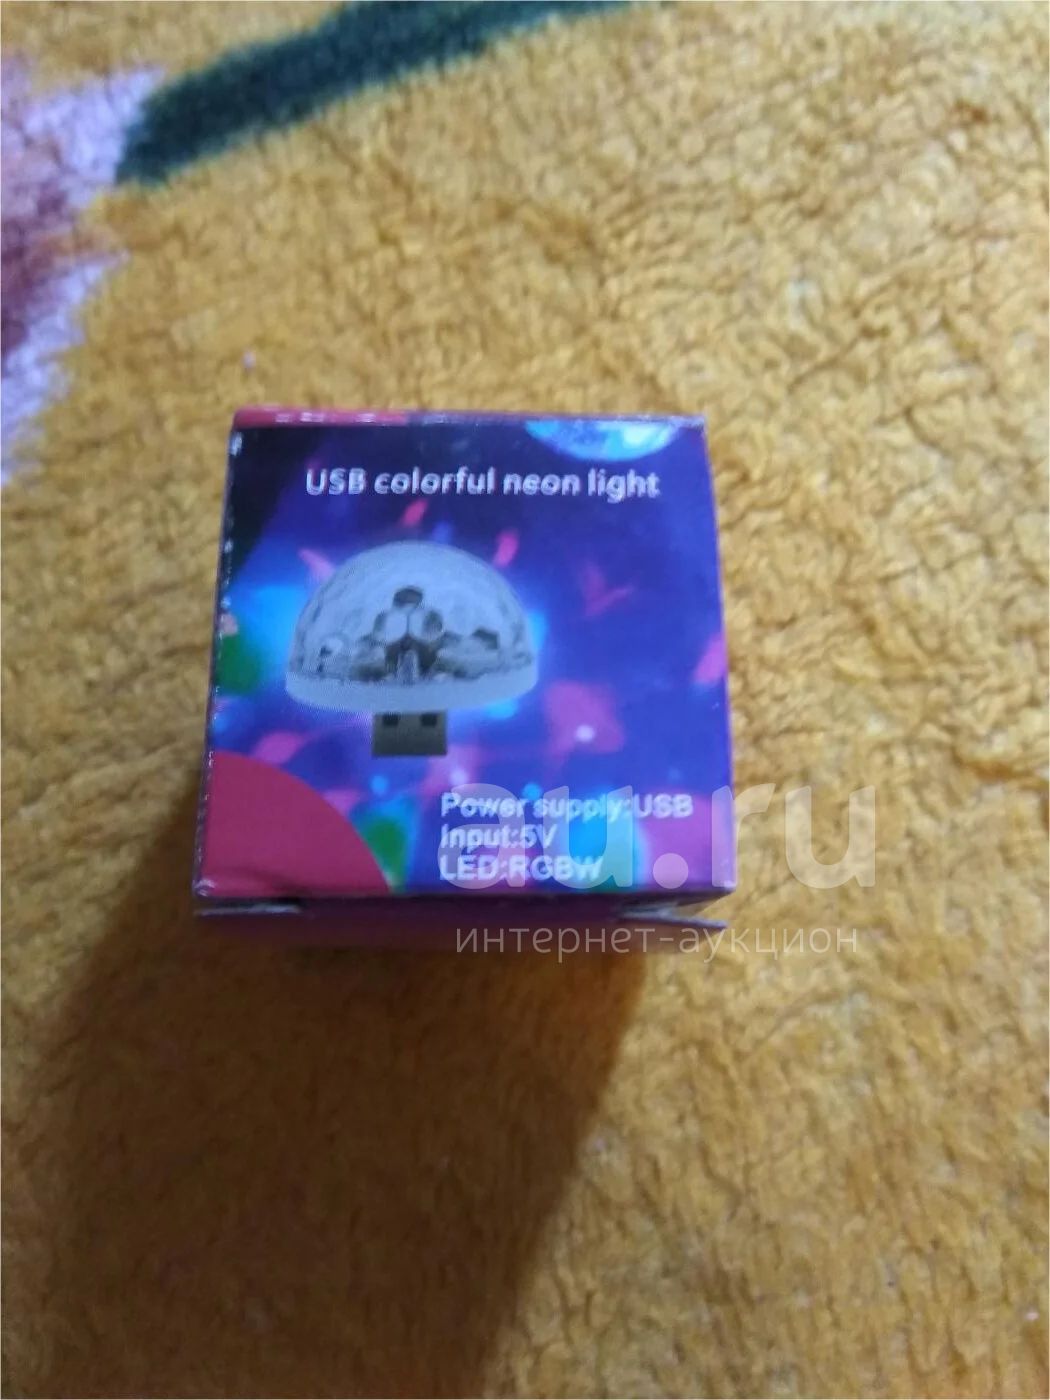 USB colorful neon light
Power supply:USB
Input:5V
LED:RGBW
au.ru
интернет-аукцион